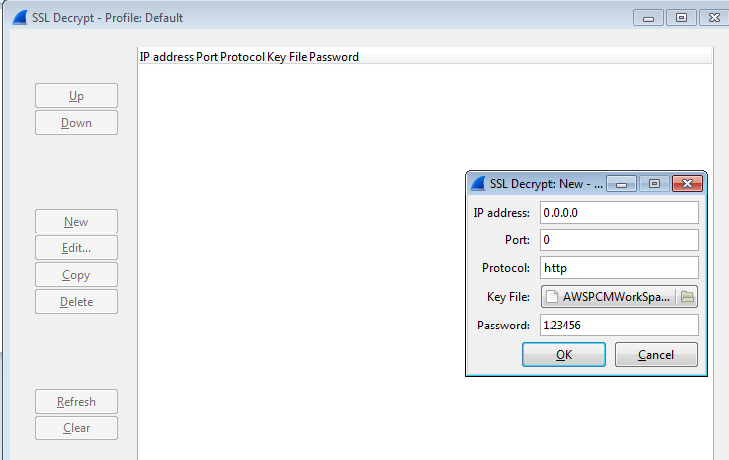 SSL Decrypt - Profile: Default
IP address Port Protocol Key File Password
Up
Down
New
Edit...
Copy
Delete
Refresh
Clear
SSL Decrypt: New - ...
IP address: 0.0.0.0
Port: 0
Protocol: http
Key File: AWSPCMWorkSpa...
Password: 123456
OK Cancel